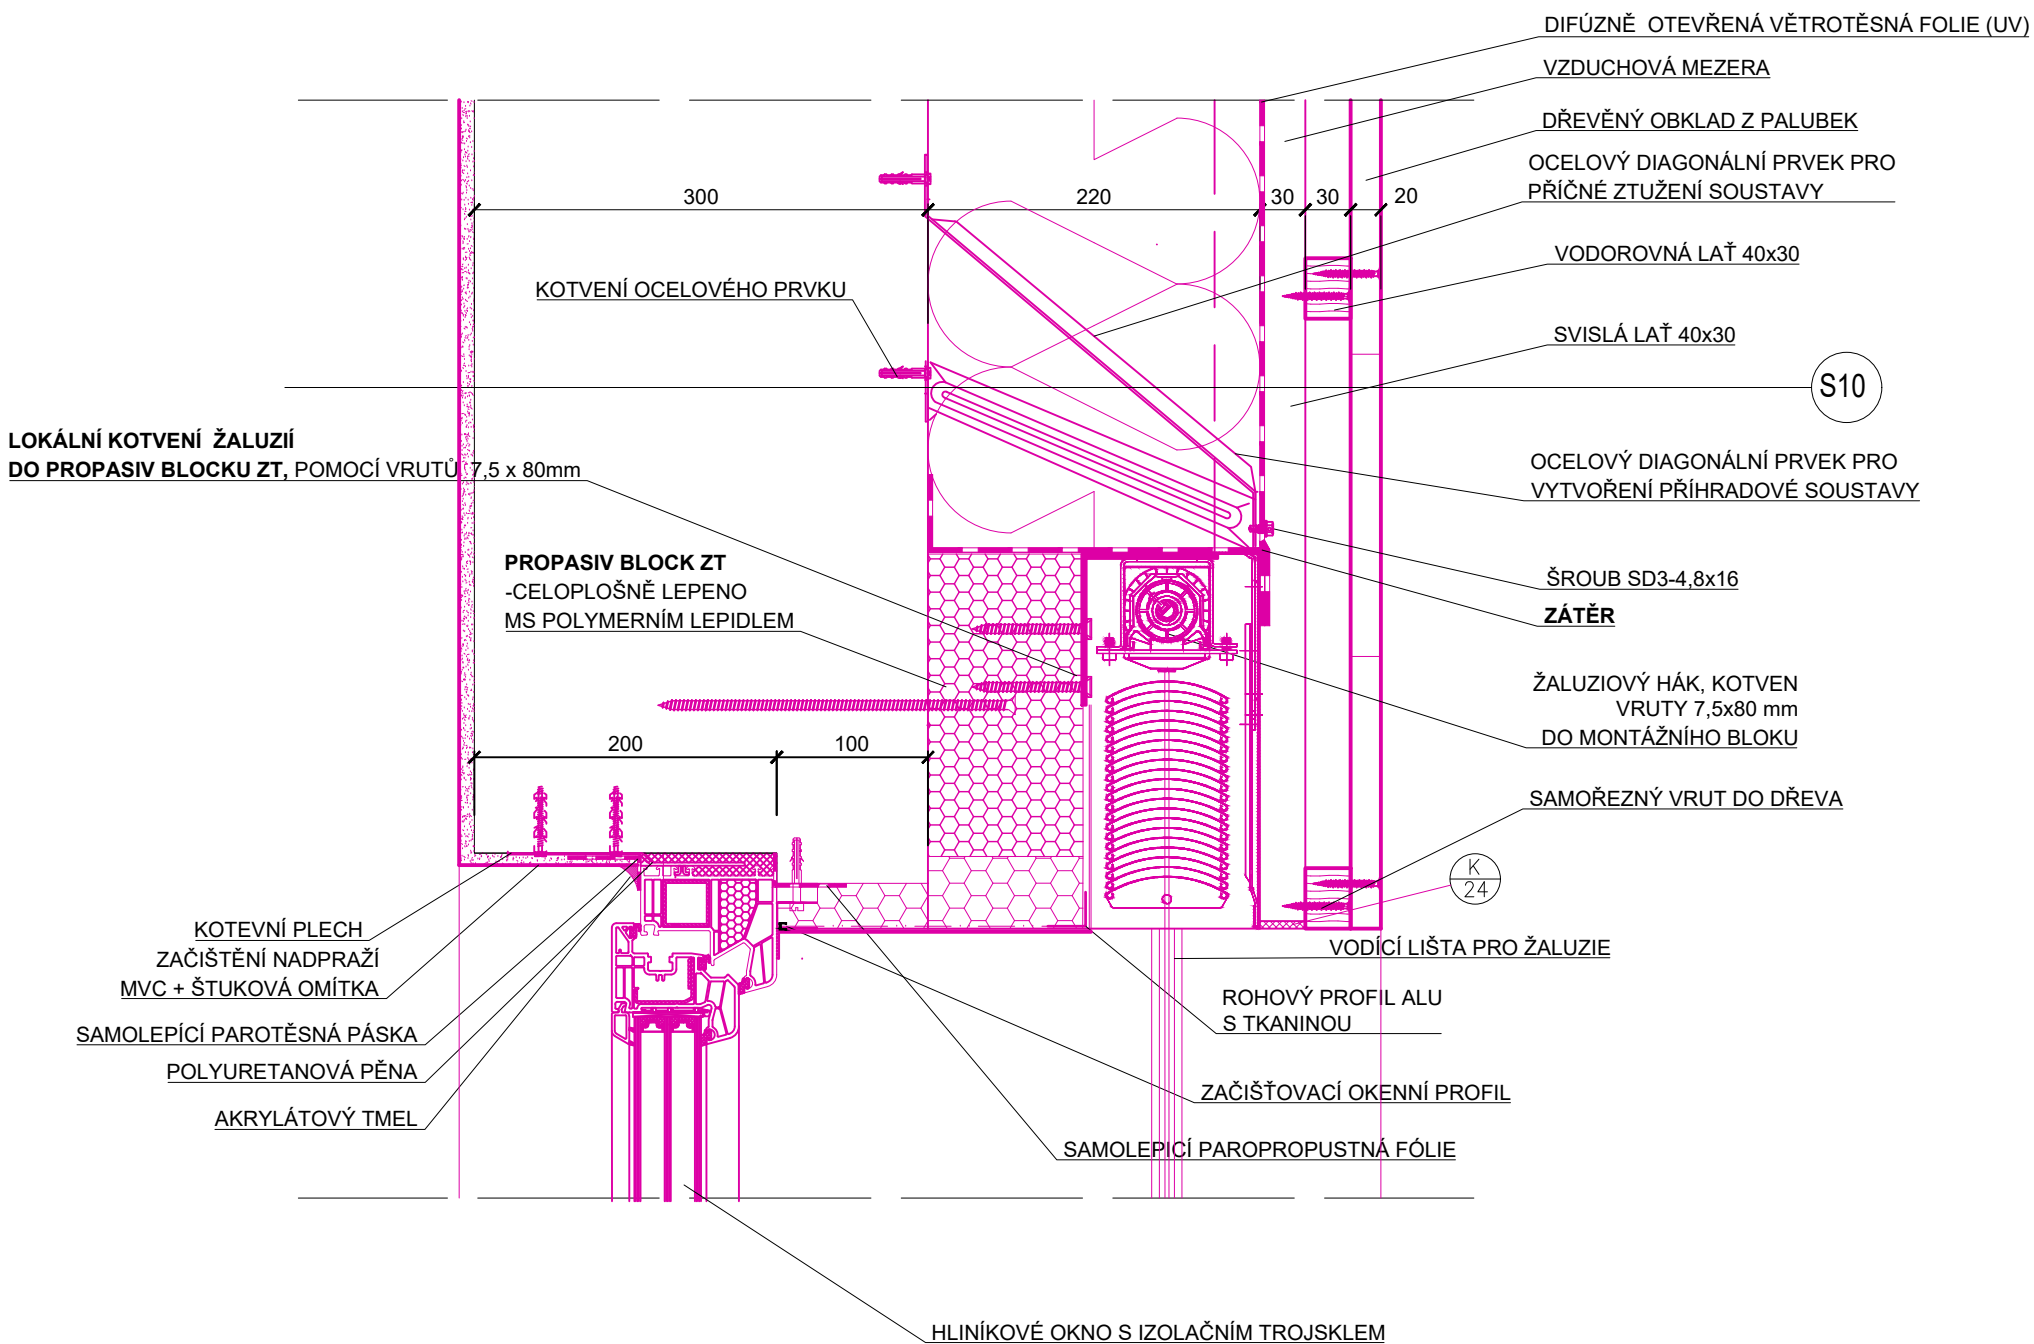 DIFÚZNĚ OTEVŘENÁ VĚTROTĚSNÁ FOLIE (UV)
VZDUCHOVÁ MEZERA
DŘEVĚNÝ OBKLAD Z PALUBEK
OCELOVÝ DIAGONÁLNÍ PRVEK PRO
PŘÍČNÉ ZTUŽENÍ SOUSTAVY
300
220
30
30
20
VODOROVNÁ LAŤ 40x30
KOTVENÍ OCELOVÉHO PRVKU
SVISLÁ LAŤ 40x30
S10
LOKÁLNÍ KOTVENÍ ŽALUZIÍ
DO PROPASIV BLOCKU ZT, POMOCÍ VRUTŮ 7,5 x 80mm
OCELOVÝ DIAGONÁLNÍ PRVEK PRO
VYTVOŘENÍ PŘÍHRADOVÉ SOUSTAVY
PROPASIV BLOCK ZT
-CELOPLOŠNĚ LEPENO
MS POLYMERNÍM LEPIDLEM
ŠROUB SD3-4,8x16
ZÁTĚR
ŽALUZIOVÝ HÁK, KOTVEN
VRUTY 7,5x80 mm
DO MONTÁŽNÍHO BLOKU
200
100
SAMOŘEZNÝ VRUT DO DŘEVA
K
24
KOTEVNÍ PLECH
ZAČIŠTĚNÍ NADPRAŽÍ
MVC + ŠTUKOVÁ OMÍTKA
VODÍCÍ LIŠTA PRO ŽALUZIE
ROHOVÝ PROFIL ALU
S TKANINOU
SAMOLEPÍCÍ PAROTĚSNÁ PÁSKA
POLYURETANOVÁ PĚNA
ZAČIŠŤOVACÍ OKENNÍ PROFIL
AKRYLÁTOVÝ TMEL
SAMOLEPÍCÍ PAROPROPUSTNÁ FÓLIE
HLINÍKOVÉ OKNO S IZOLAČNÍM TROJSKLEM